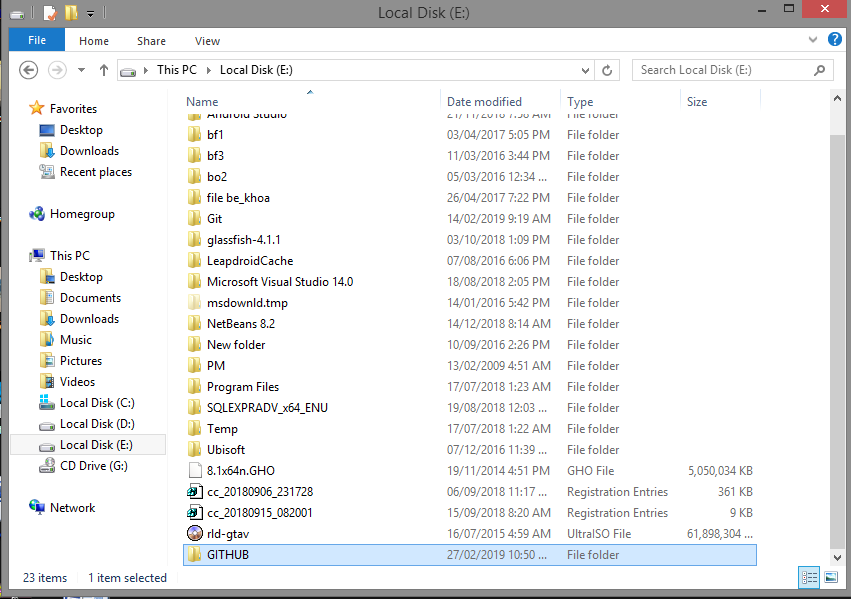 Local Disk (E:)
File Home Share View
This PC Local Disk (E:) Search Local Disk (E:)
Name Date modified Type Size
Favorites
Desktop
Downloads
Recent places
Homegroup
This PC
Desktop
Documents
Downloads
Music
Pictures
Videos
Local Disk (C:)
Local Disk (D:)
Local Disk (E:)
CD Drive (G:)
Network
Android Studio 21/11/2018 7:58 AM File folder
bf1 03/04/2017 5:05 PM File folder
bf3 11/03/2016 3:44 PM File folder
bo2 05/03/2016 12:34 ... File folder
file be_khoa 26/04/2017 7:22 PM File folder
Git 14/02/2019 9:19 AM File folder
glassfish-4.1.1 03/10/2018 1:09 PM File folder
LeapdroidCache 07/08/2016 6:06 PM File folder
Microsoft Visual Studio 14.0 18/08/2018 2:05 PM File folder
msdownld.tmp 14/01/2016 5:42 PM File folder
NetBeans 8.2 14/12/2018 8:14 AM File folder
New folder 10/09/2016 2:26 PM File folder
PM 13/02/2009 4:51 AM File folder
Program Files 17/07/2018 1:23 AM File folder
SQLEXPRADV_x64_ENU 19/08/2018 12:03 ... File folder
Temp 17/07/2018 1:22 AM File folder
Ubisoft 07/12/2016 11:39 ... File folder
8.1x64n.GHO 19/11/2014 4:51 PM GHO File 5,050,034 KB
cc_20180906_231728 06/09/2018 11:17 ... Registration Entries 361 KB
cc_20180915_082001 15/09/2018 8:20 AM Registration Entries 9 KB
rld-gtav 16/07/2015 4:59 AM UltraISO File 61,898,304 ...
GITHUB 27/02/2019 10:50 ... File folder
23 items 1 item selected